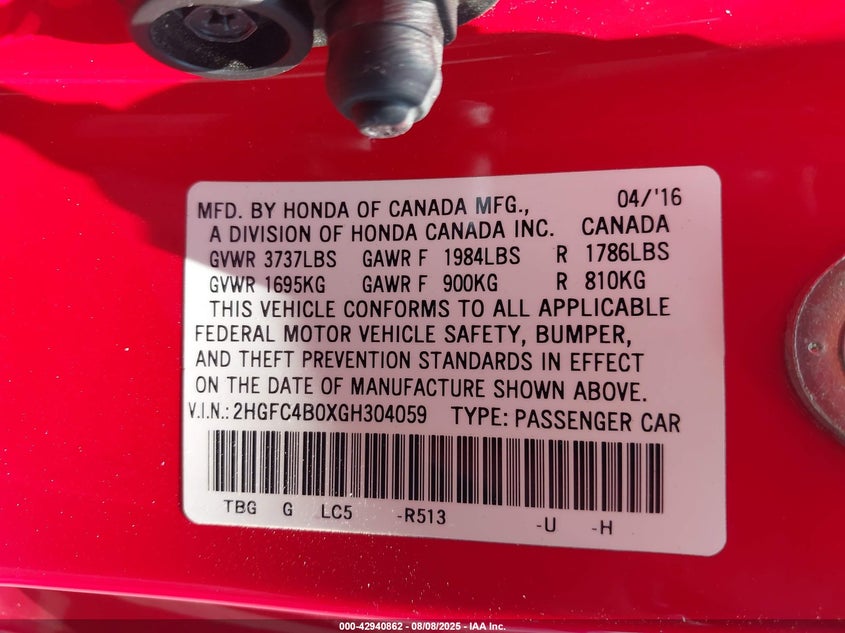 MFD. BY HONDA OF CANADA MFG., 04/'16
A DIVISION OF HONDA CANADA INC. CANADA
GVWR 3737LBS GAWR F 1984LBS R 1786LBS
GVWR 1695KG GAWR F 900KG R 810KG
THIS VEHICLE CONFORMS TO ALL APPLICABLE
FEDERAL MOTOR VEHICLE SAFETY, BUMPER,
AND THEFT PREVENTION STANDARDS IN EFFECT
ON THE DATE OF MANUFACTURE SHOWN ABOVE.
V.I.N.: 2HGFC4B0XGH304059 TYPE: PASSENGER CAR
TBG G LC5 -R513 -U -H
000-42940862 - 08/08/2025 - IAA Inc.